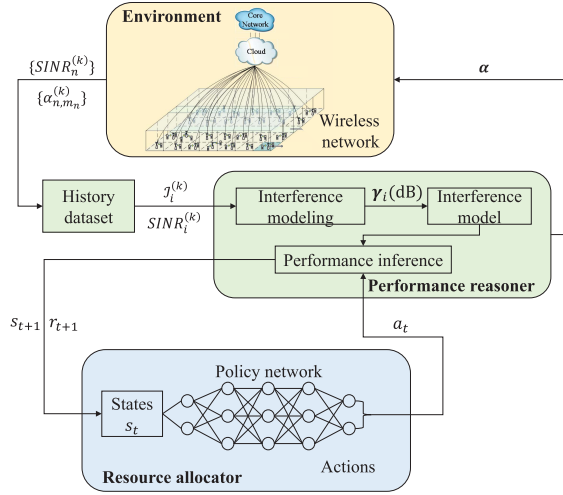 Environment
Core
Network
Cloud
Wireless
network
{SINR_n^{(k)}}
{α_{n,m_n}^{(k)}}
α
History
dataset
ℐ_i^{(k)}
SINR_i^{(k)}
Interference
modeling
γ_i(dB)
Interference
model
Performance inference
Performance reasoner
s_{t+1}
r_{t+1}
a_t
Policy network
States
s_t
Actions
Resource allocator